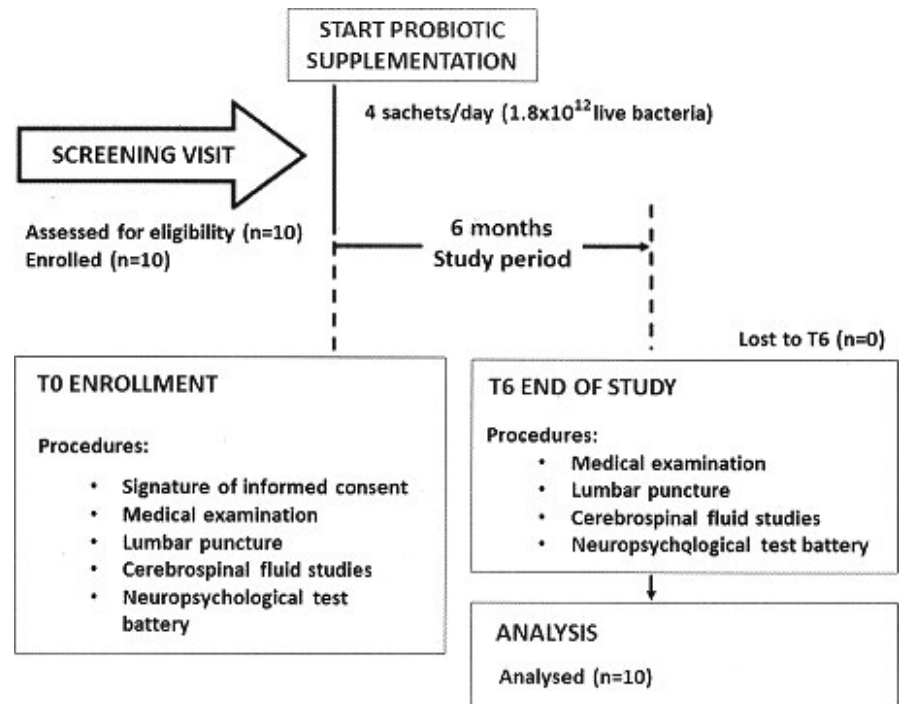 START PROBIOTIC
SUPPLEMENTATION
4 sachets/day (1.8x10¹² live bacteria)
SCREENING VISIT
Assessed for eligibility (n=10)
Enrolled (n=10)
6 months
Study period
Lost to T6 (n=0)
T0 ENROLLMENT
Procedures:
• Signature of informed consent
• Medical examination
• Lumbar puncture
• Cerebrospinal fluid studies
• Neuropsychological test
battery
T6 END OF STUDY
Procedures:
• Medical examination
• Lumbar puncture
• Cerebrospinal fluid studies
• Neuropsychological test battery
ANALYSIS
Analysed (n=10)